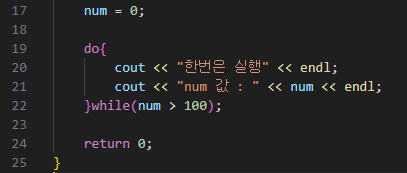 17 num = 0;
18
19 do{
20 cout << "한번은 실행" << endl;
21 cout << "num 값 : " << num << endl;
22 }while(num > 100);
23
24 return 0;
25 }